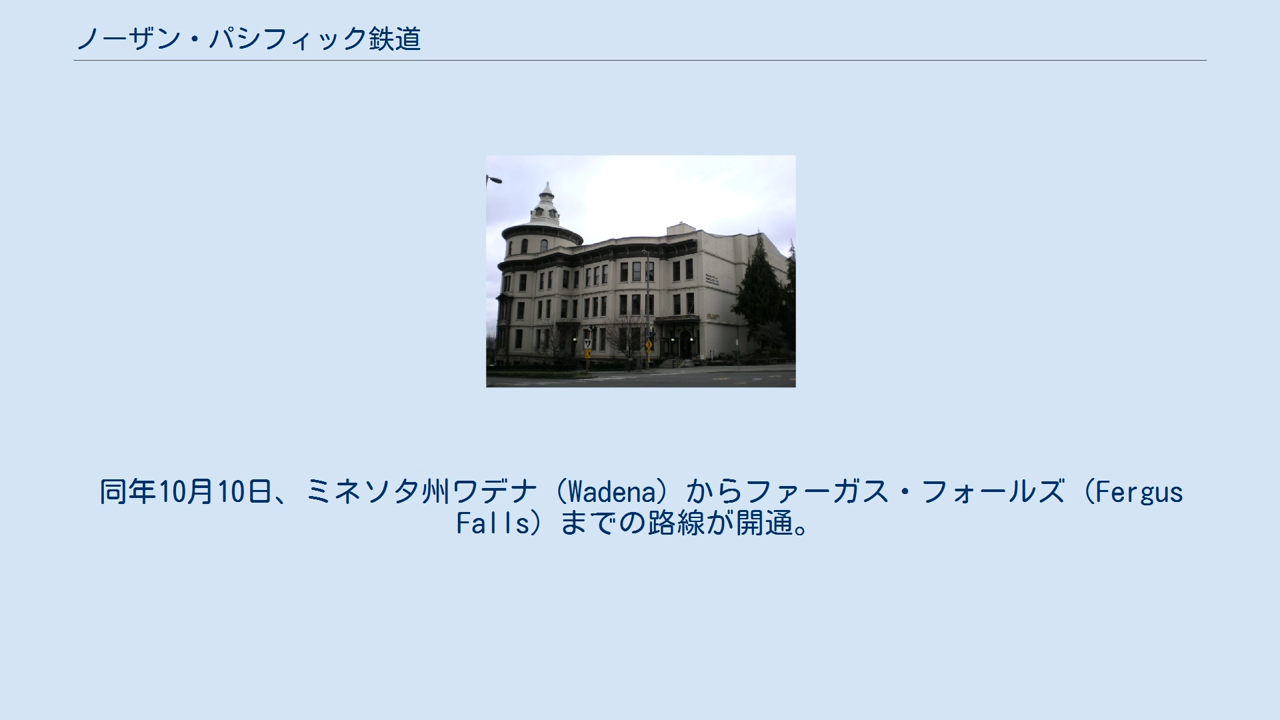 ノーザン・パシフィック鉄道
同年10月10日、ミネソタ州ワデナ（Wadena）からファーガス・フォールズ（Fergus
Falls）までの路線が開通。